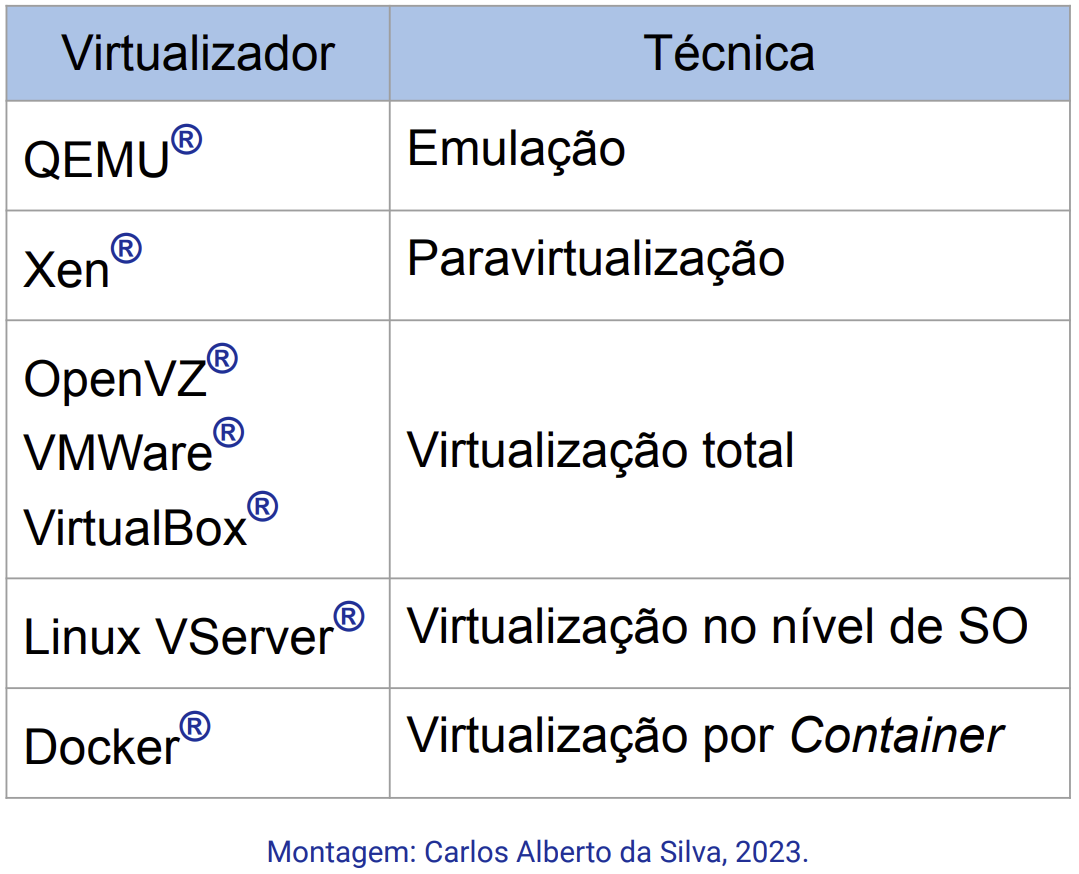 Virtualizador Técnica
QEMU® Emulação
Xen® Paravirtualização
OpenVZ®
VMWare®
VirtualBox®
Virtualização total
Linux VServer® Virtualização no nível de SO
Docker® Virtualização por Container
Montagem: Carlos Alberto da Silva, 2023.